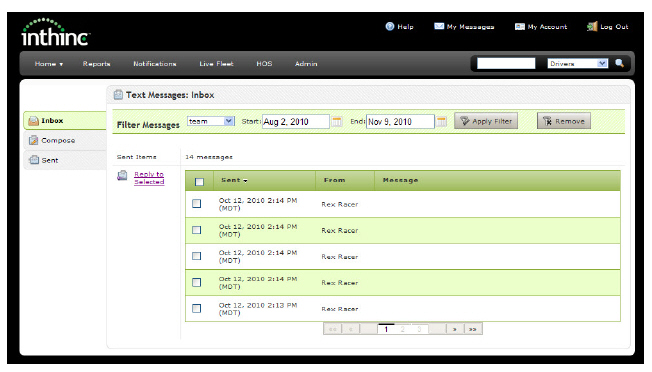 inthinc
Help My Messages My Account Log Out
Home Reports Notifications Live Fleet HOS Admin Drivers
Text Messages: Inbox
Inbox
Compose
Sent
Filter Messages team Start: Aug 2, 2010 End: Nov 9, 2010 Apply Filter Remove
Sent Items 14 messages
Reply to
Selected
Sent From Message
Oct 12, 2010 2:14 PM
(MDT)
Rex Racer
Oct 12, 2010 2:14 PM
(MDT)
Rex Racer
Oct 12, 2010 2:14 PM
(MDT)
Rex Racer
Oct 12, 2010 2:14 PM
(MDT)
Rex Racer
Oct 12, 2010 2:13 PM
(MDT)
Rex Racer
«« « 1 2 3 » »»